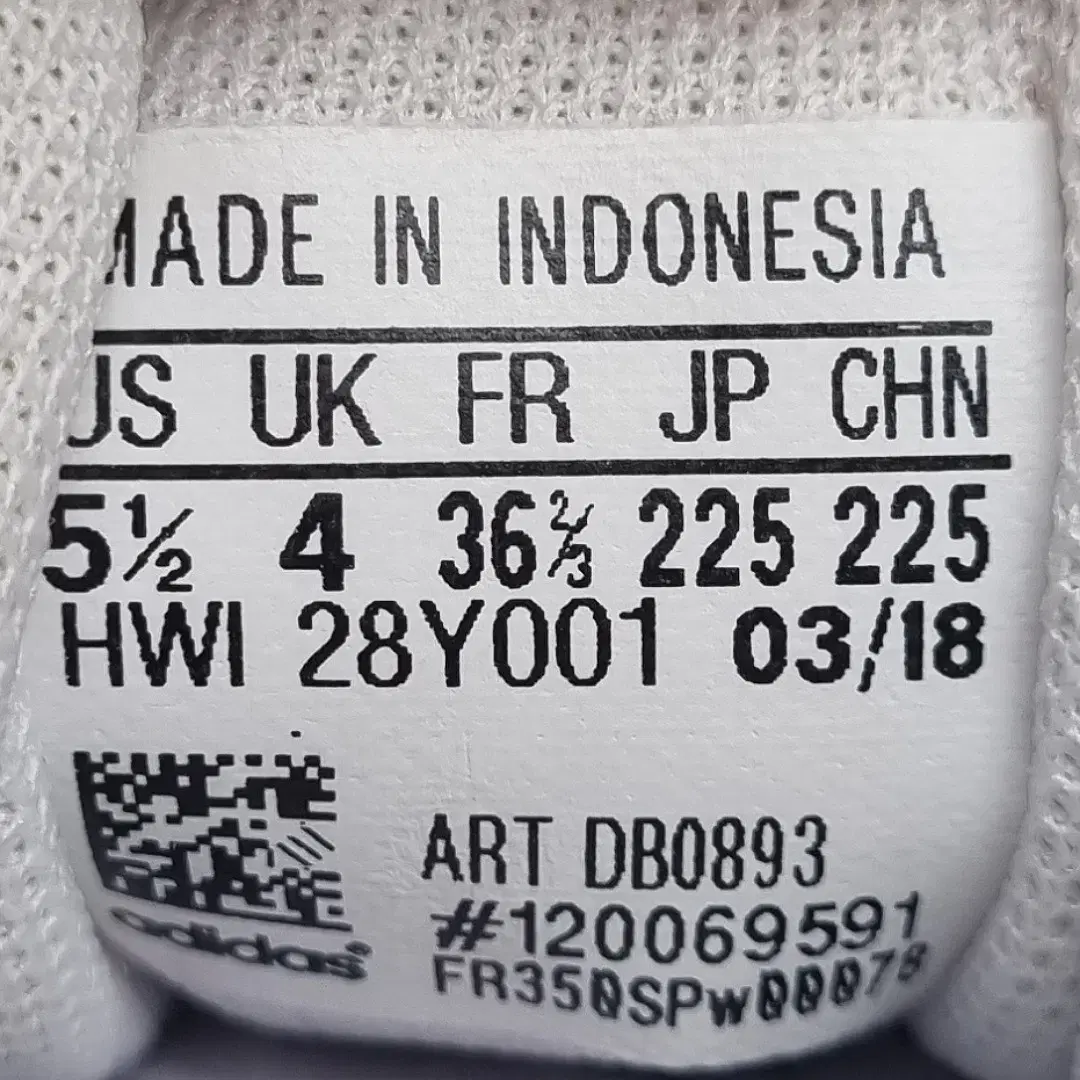 MADE IN INDONESIA
US UK FR JP CHN
5½ 4 36⅔ 225 225
HWI 28Y001 03/18
ART DB0893
#120069591
FR350SPW00078
adidas